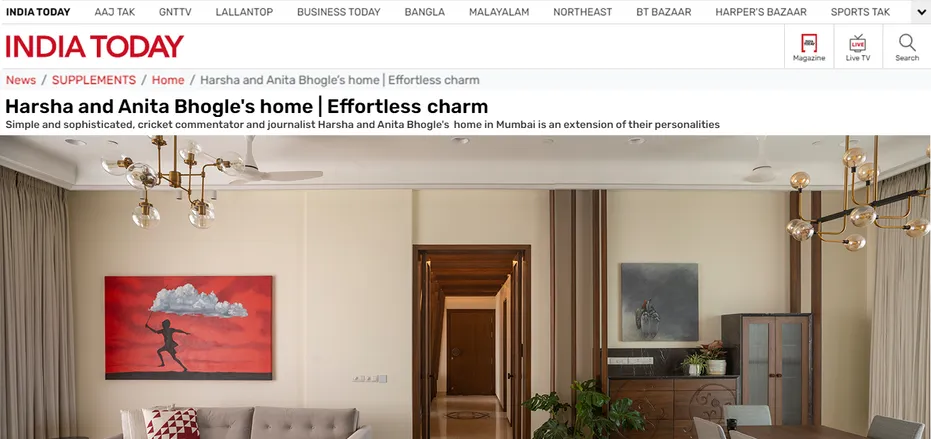 INDIA TODAY AAJ TAK GNTTV LALLANTOP BUSINESS TODAY BANGLA MALAYALAM NORTHEAST BT BAZAAR HARPER'S BAZAAR SPORTS TAK
INDIA TODAY
Magazine Live TV Search
LIVE
News / SUPPLEMENTS / Home / Harsha and Anita Bhogle's home | Effortless charm
Harsha and Anita Bhogle's home | Effortless charm
Simple and sophisticated, cricket commentator and journalist Harsha and Anita Bhogle's home in Mumbai is an extension of their personalities